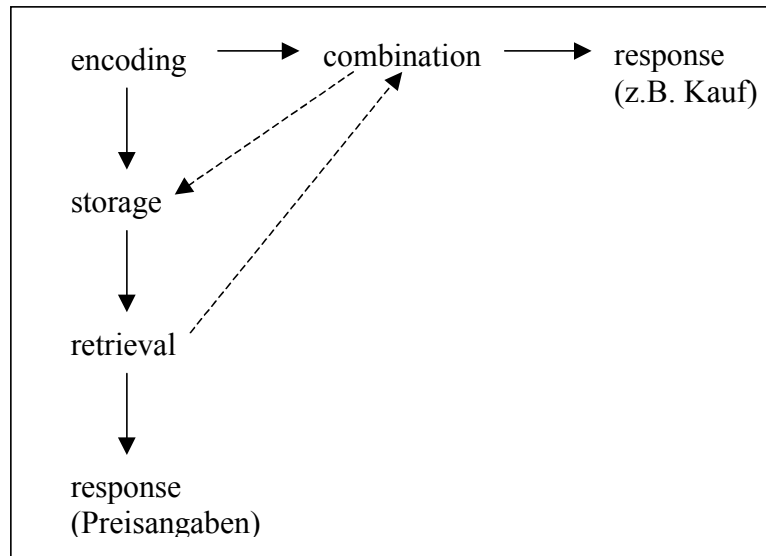 encoding
combination
response
(z.B. Kauf)
storage
retrieval
response
(Preisangaben)